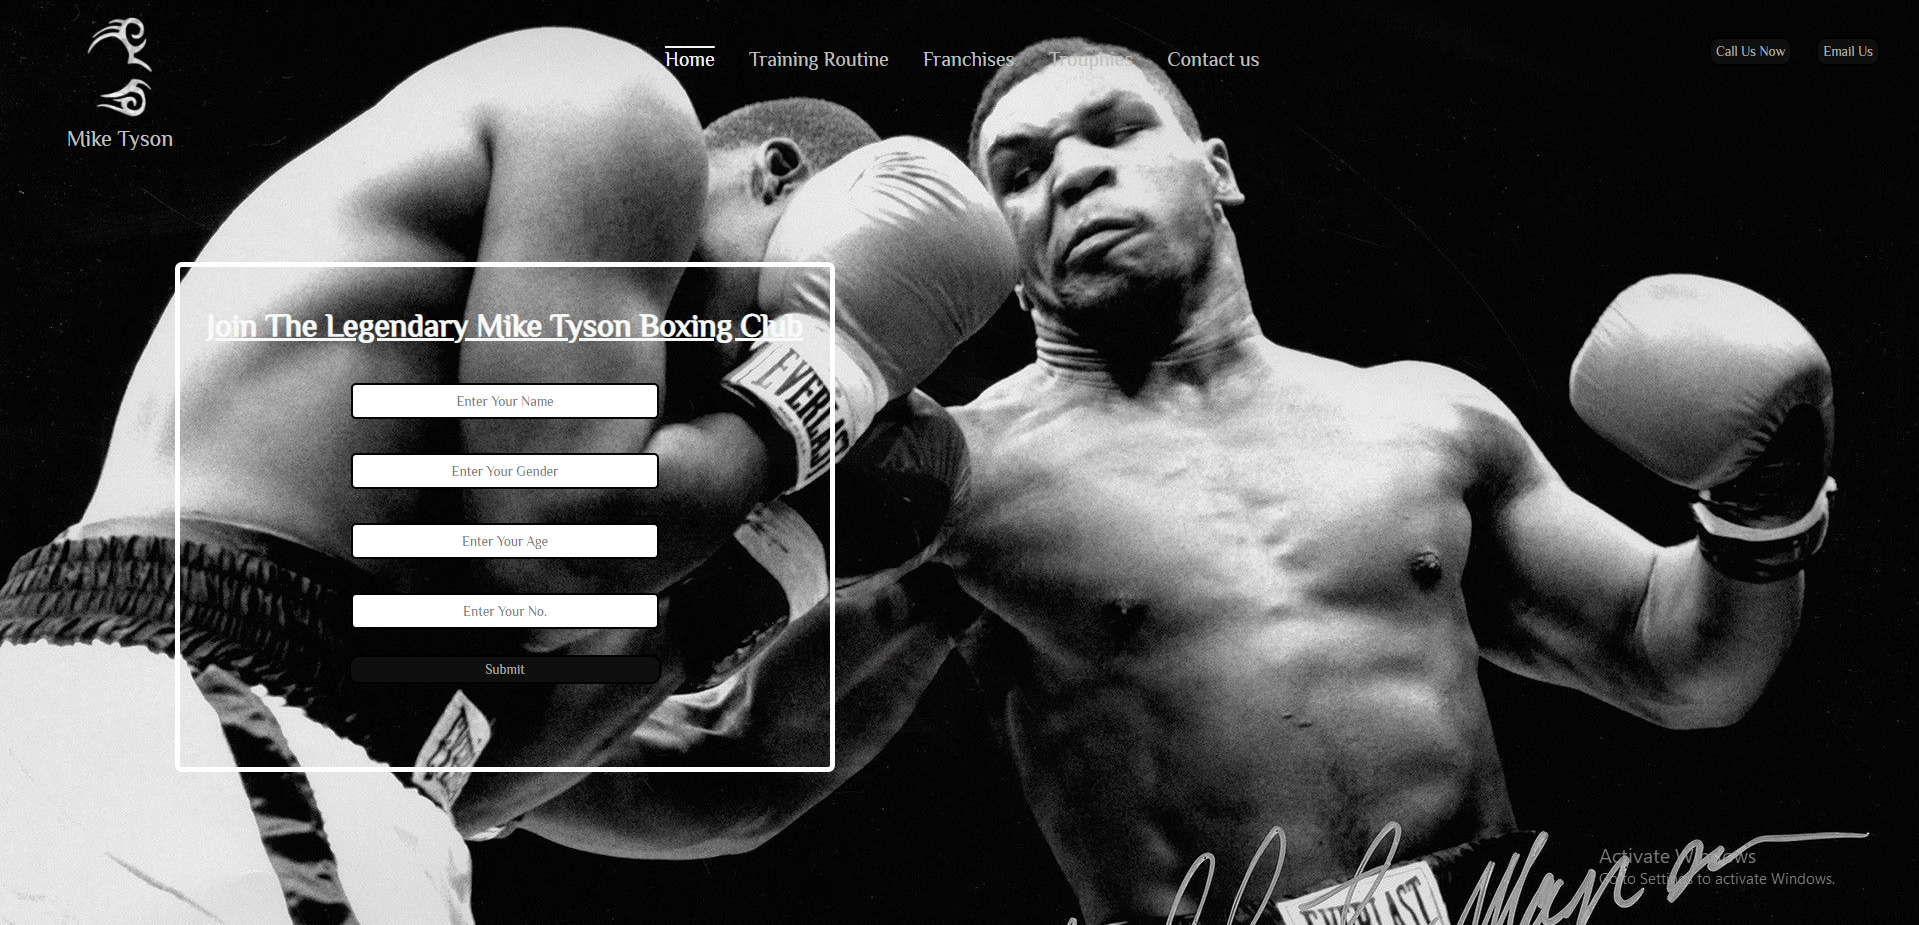 Home Training Routine Franchises Trouphies Contact us
Call Us Now Email Us
Mike Tyson
Join The Legendary Mike Tyson Boxing Club
Enter Your Name
Enter Your Gender
Enter Your Age
Enter Your No.
Submit
EVERLAST
EVERLAST
Activate Windows
Go to Settings to activate Windows.